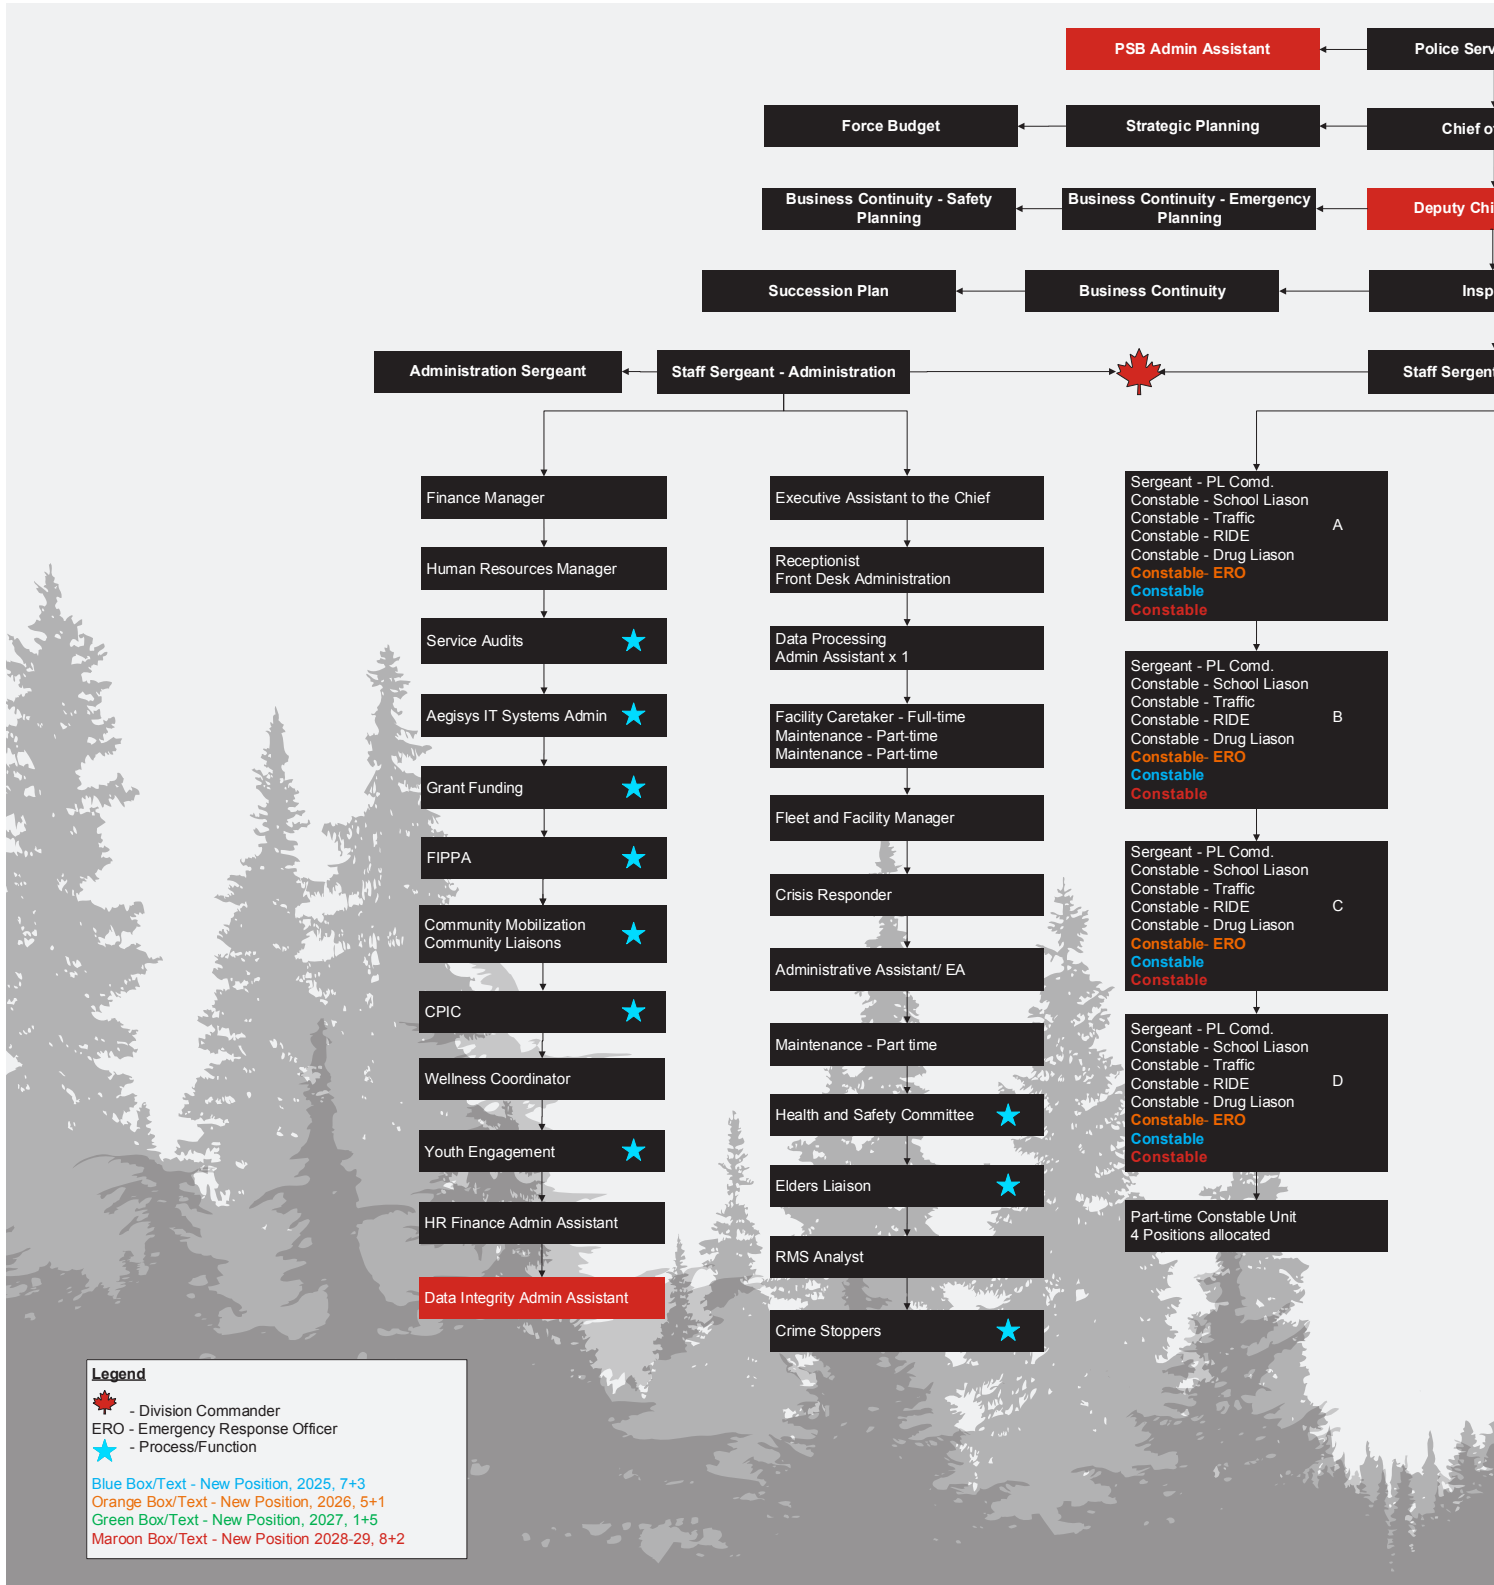 PSB Admin Assistant
Police Serv
Force Budget
Strategic Planning
Chief o
Business Continuity - Safety
Planning
Business Continuity - Emergency
Planning
Deputy Chi
Succession Plan
Business Continuity
Insp
Administration Sergeant
Staff Sergeant - Administration
Staff Sergent
Finance Manager
Human Resources Manager
Service Audits
Aegisys IT Systems Admin
Grant Funding
FIPPA
Community Mobilization
Community Liaisons
CPIC
Wellness Coordinator
Youth Engagement
HR Finance Admin Assistant
Data Integrity Admin Assistant
Executive Assistant to the Chief
Receptionist
Front Desk Administration
Data Processing
Admin Assistant x 1
Facility Caretaker - Full-time
Maintenance - Part-time
Maintenance - Part-time
Fleet and Facility Manager
Crisis Responder
Administrative Assistant/ EA
Maintenance - Part time
Health and Safety Committee
Elders Liaison
RMS Analyst
Crime Stoppers
Sergeant - PL Comd.
Constable - School Liason
Constable - Traffic
A
Constable - RIDE
Constable - Drug Liason
Constable- ERO
Constable
Constable
Sergeant - PL Comd.
Constable - School Liason
Constable - Traffic
B
Constable - RIDE
Constable - Drug Liason
Constable- ERO
Constable
Constable
Sergeant - PL Comd.
Constable - School Liason
Constable - Traffic
C
Constable - RIDE
Constable - Drug Liason
Constable- ERO
Constable
Constable
Sergeant - PL Comd.
Constable - School Liason
Constable - Traffic
D
Constable - RIDE
Constable - Drug Liason
Constable- ERO
Constable
Constable
Part-time Constable Unit
4 Positions allocated
Legend
- Division Commander
ERO - Emergency Response Officer
- Process/Function
Blue Box/Text - New Position, 2025, 7+3
Orange Box/Text - New Position, 2026, 5+1
Green Box/Text - New Position, 2027, 1+5
Maroon Box/Text - New Position 2028-29, 8+2